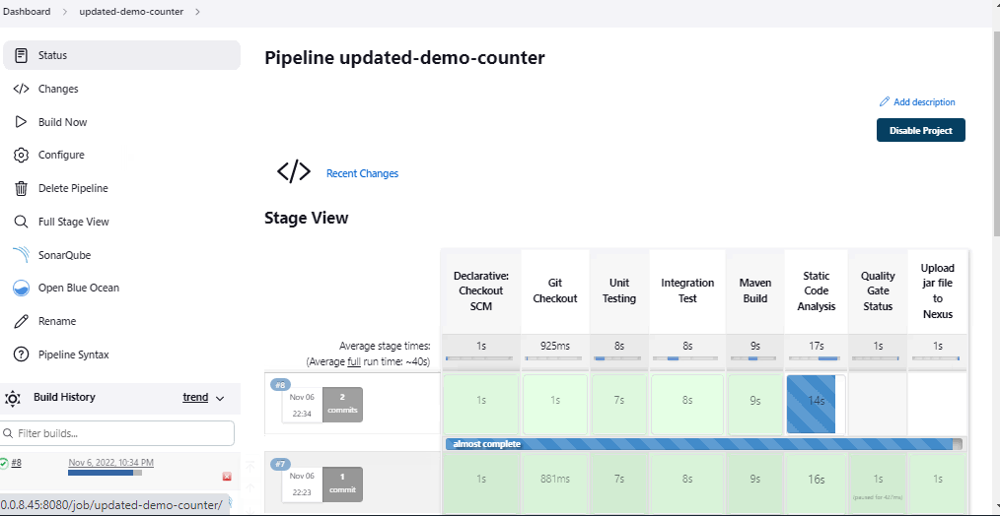 Dashboard > updated-demo-counter >
Status
Changes
Build Now
Configure
Delete Pipeline
Full Stage View
SonarQube
Open Blue Ocean
Rename
Pipeline Syntax
Build History
trend
Filter builds...
#8
Nov 6, 2022, 10:34 PM
0.0.8.45:8080/job/updated-demo-counter/
Pipeline updated-demo-counter
Add description
Disable Project
</> Recent Changes
Stage View
Declarative: Checkout SCM
Git Checkout
Unit Testing
Integration Test
Maven Build
Static Code Analysis
Quality Gate Status
Upload jar file to Nexus
Average stage times:
(Average full run time: ~40s)
1s 925ms 8s 8s 9s 17s 1s 1s
#8
Nov 06
22:34
2
commits
1s 1s 7s 8s 9s 14s
almost complete
#7
Nov 06
22:23
1
commit
1s 881ms 7s 8s 9s 16s 1s 1s
(paused for 427ms)